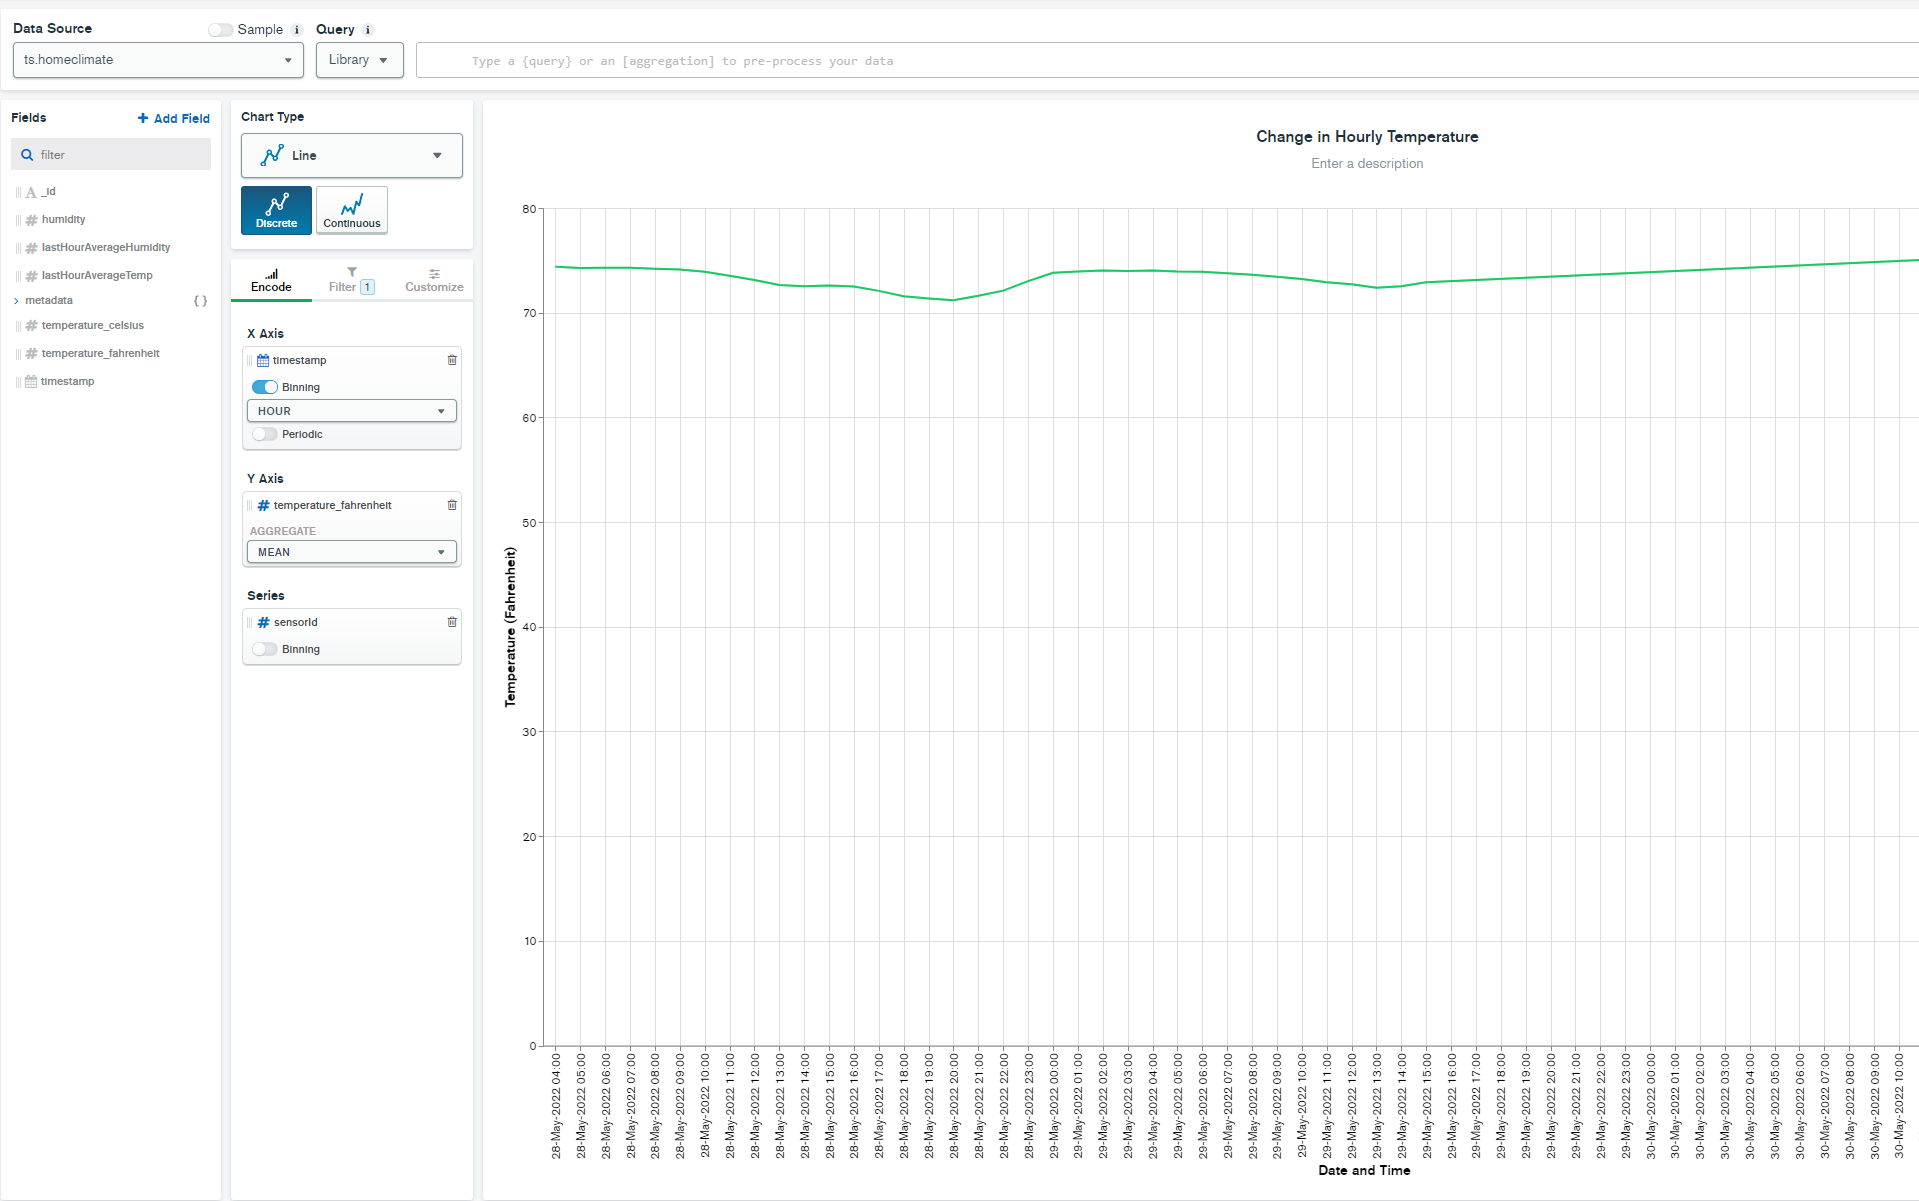 Data Source
Sample
Query
ts.homeclimate
Library
Type a {query} or an [aggregation] to pre-process your data
Fields
Add Field
filter
_id
humidity
lastHourAverageHumidity
lastHourAverageTemp
metadata
{ }
temperature_celsius
temperature_fahrenheit
timestamp
Chart Type
Line
Discrete
Continuous
Encode
Filter 1
Customize
X Axis
timestamp
Binning
HOUR
Periodic
Y Axis
temperature_fahrenheit
AGGREGATE
MEAN
Series
sensorId
Binning
Change in Hourly Temperature
Enter a description
Temperature (Fahrenheit)
80
70
60
50
40
30
20
10
0
28-May-2022 04:00
28-May-2022 05:00
28-May-2022 06:00
28-May-2022 07:00
28-May-2022 08:00
28-May-2022 09:00
28-May-2022 10:00
28-May-2022 11:00
28-May-2022 12:00
28-May-2022 13:00
28-May-2022 14:00
28-May-2022 15:00
28-May-2022 16:00
28-May-2022 17:00
28-May-2022 18:00
28-May-2022 19:00
28-May-2022 20:00
28-May-2022 21:00
28-May-2022 22:00
28-May-2022 23:00
29-May-2022 00:00
29-May-2022 01:00
29-May-2022 02:00
29-May-2022 03:00
29-May-2022 04:00
29-May-2022 05:00
29-May-2022 06:00
29-May-2022 07:00
29-May-2022 08:00
29-May-2022 09:00
29-May-2022 10:00
29-May-2022 11:00
29-May-2022 12:00
29-May-2022 13:00
29-May-2022 14:00
29-May-2022 15:00
29-May-2022 16:00
29-May-2022 17:00
29-May-2022 18:00
29-May-2022 19:00
29-May-2022 20:00
29-May-2022 21:00
29-May-2022 22:00
29-May-2022 23:00
30-May-2022 00:00
30-May-2022 01:00
30-May-2022 02:00
30-May-2022 03:00
30-May-2022 04:00
30-May-2022 05:00
30-May-2022 06:00
30-May-2022 07:00
30-May-2022 08:00
30-May-2022 09:00
30-May-2022 10:00
Date and Time